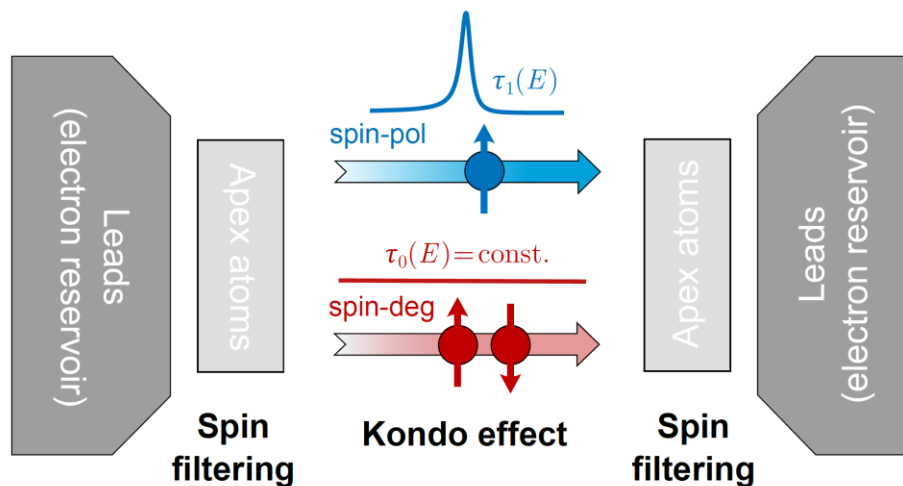 Leads
(electron reservoir)
Apex atoms
τ₁(E)
spin-pol
τ₀(E)=const.
spin-deg
Apex atoms
Leads
(electron reservoir)
Spin
filtering
Kondo effect
Spin
filtering